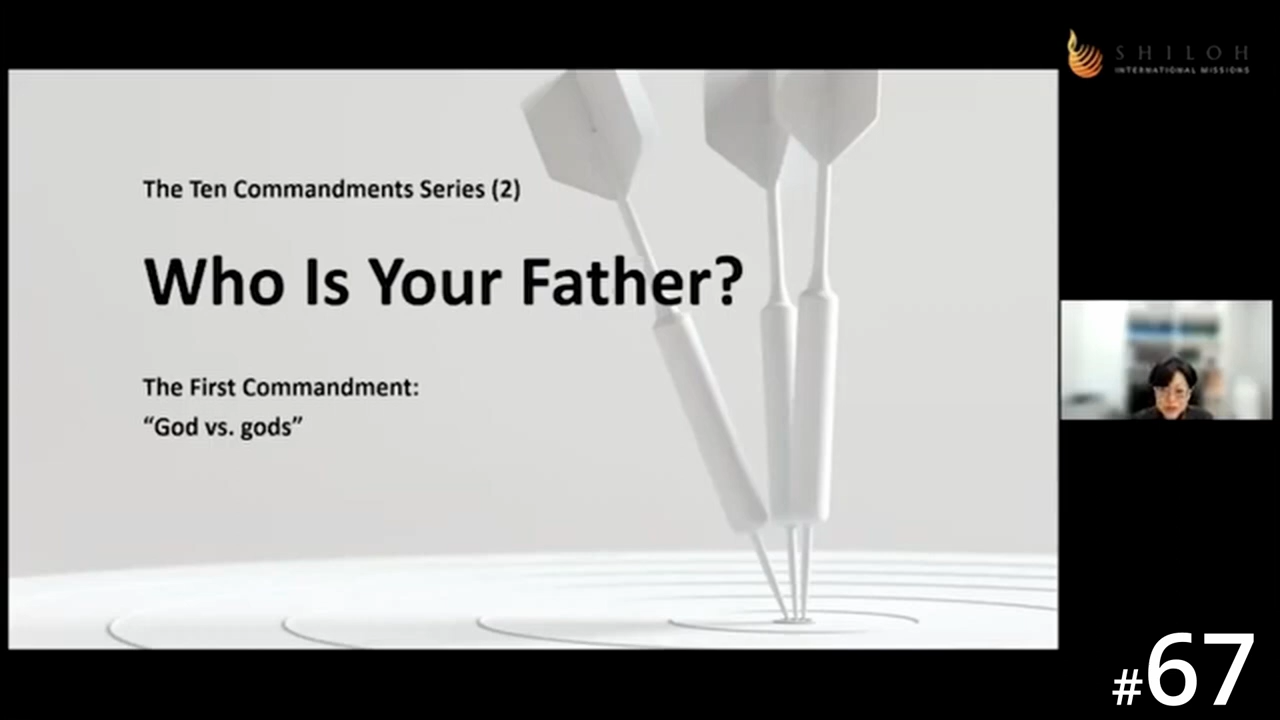 SHILOH
INTERNATIONAL MISSIONS
The Ten Commandments Series (2)
Who Is Your Father?
The First Commandment:
“God vs. gods”
#67